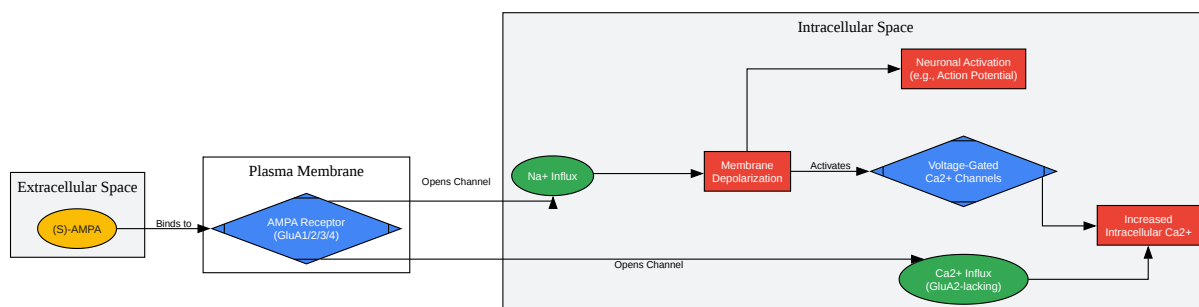 Intracellular Space
Neuronal Activation
(e.g., Action Potential)
Plasma Membrane
Membrane
Depolarization
Activates
Voltage-Gated
Ca2+ Channels
Extracellular Space
Opens Channel
Na+ Influx
(S)-AMPA
Binds to
AMPA Receptor
(GluA1/2/3/4)
Increased
Intracellular Ca2+
Opens Channel
Ca2+ Influx
(GluA2-lacking)